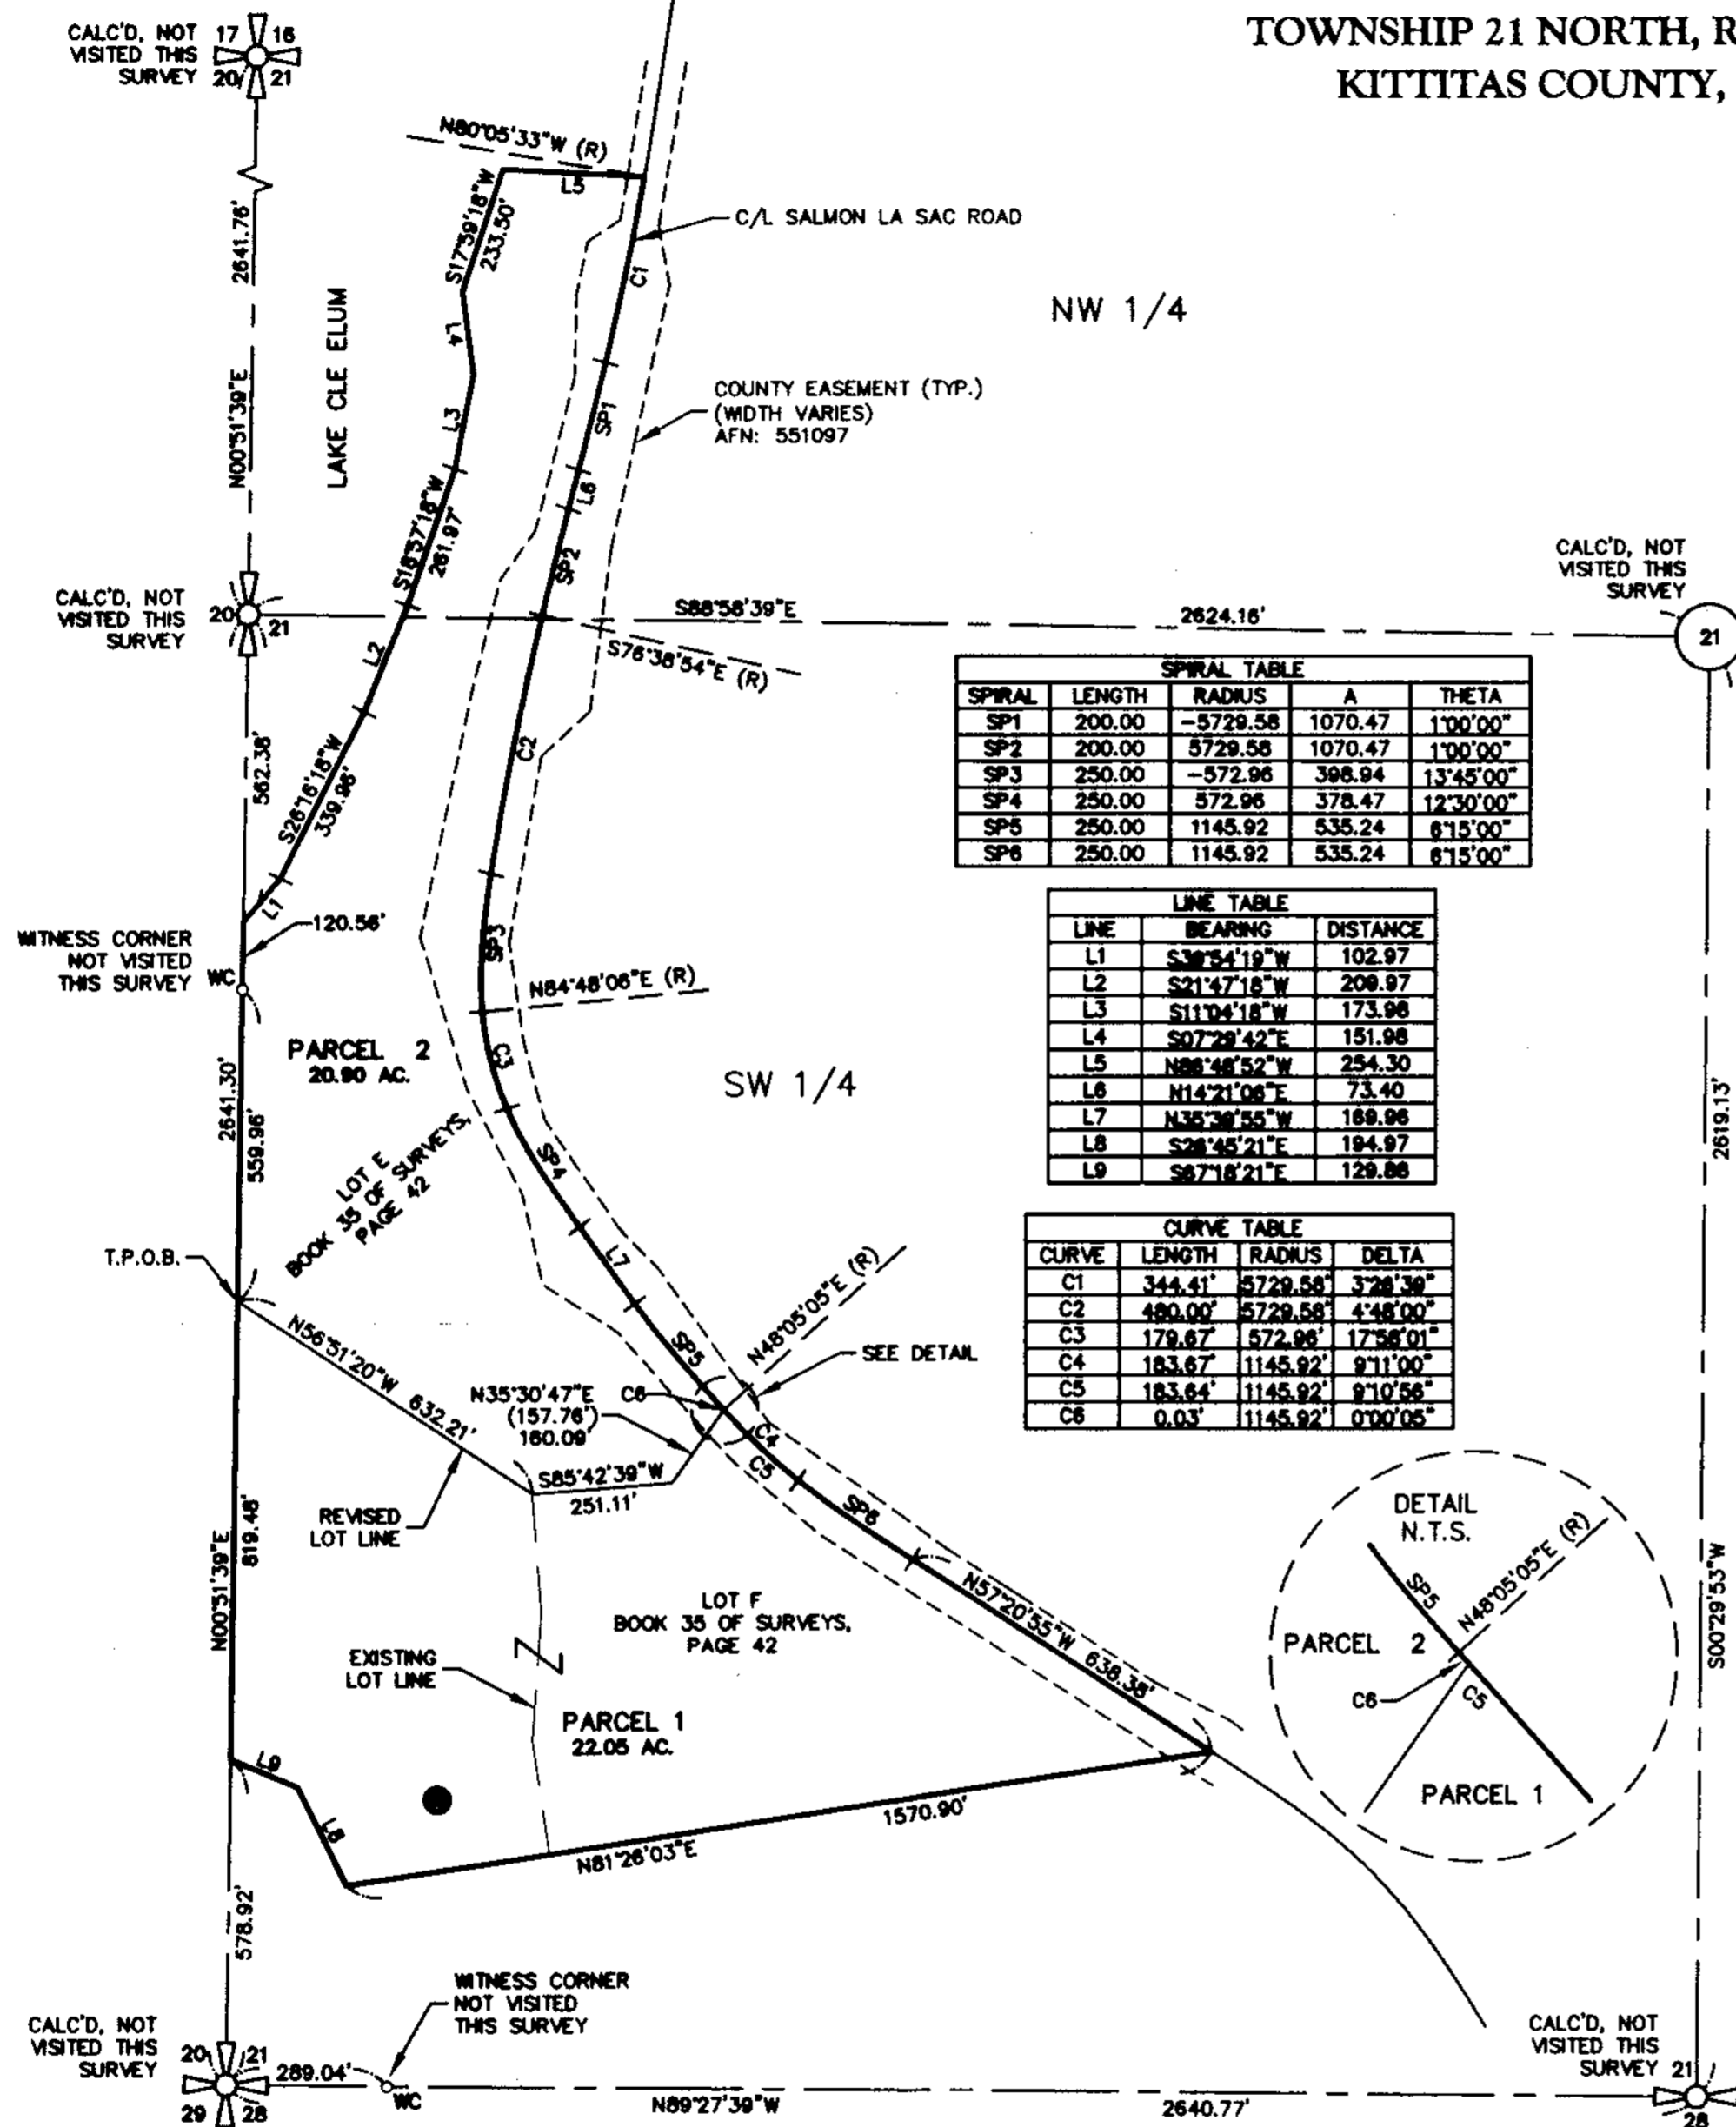 TOWNSHIP 21 NORTH, R
KITTITAS COUNTY,
CALC'D, NOT
VISITED THIS
SURVEY
17 16
20 21
N80°05'33"W (R)
L5
S17°59'18"W
233.50'
C/L SALMON LA SAC ROAD
C1
2641.76'
N00°51'39"E
LAKE CLE ELUM
L4
NW 1/4
COUNTY EASEMENT (TYP.)
(WIDTH VARIES)
AFN: 551097
SP1
L3
L6
S18°57'18"W
261.97'
SP2
CALC'D, NOT
VISITED THIS
SURVEY
20
21
S88°58'39"E
2624.16'
S76°38'54"E (R)
CALC'D, NOT
VISITED THIS
SURVEY
21
L2
562.38'
C2
S26°16'18"W
339.96'
L1
120.56'
WITNESS CORNER
NOT VISITED
THIS SURVEY
WC
SP3
N84°48'06"E (R)
SPIRAL TABLE
SPIRAL LENGTH RADIUS A THETA
SP1 200.00 -5729.58 1070.47 1°00'00"
SP2 200.00 5729.58 1070.47 1°00'00"
SP3 250.00 -572.96 13°45'00"
SP4 250.00 572.96 378.47 12°30'00"
SP5 250.00 1145.92 535.24 6°15'00"
SP6 250.00 1145.92 535.24 6°15'00"
LINE TABLE
LINE BEARING DISTANCE
L1 102.97
L2 S21°47'18"W 209.97
L3 S11°04'18"W 173.98
L4 S07°29'42"E 151.98
L5 254.30
L6 N14°21'06"E 73.40
L7 N35°39'55"W 169.96
L8 S26°45'21"E 194.97
L9 S67°18'21"E
CURVE TABLE
CURVE LENGTH RADIUS DELTA
C1 344.41' 5729.58' 3°26'39"
C2 480.00' 5729.58' 4°48'00"
C3 179.67' 572.96' 17°58'01"
C4 183.67' 1145.92' 9°11'00"
C5 183.64' 1145.92' 9°10'56"
C6 0.03' 1145.92' 0°00'05"
PARCEL 2
20.90 AC.
C3
SW 1/4
2641.30'
559.96'
LOT E
BOOK 35 OF SURVEYS,
PAGE 42
SP4
L7
T.P.O.B.
N56°51'20"W 632.21'
SP5
N48°05'05"E (R)
SEE DETAIL
N35°30'47"E
(157.76')
160.09'
C6
C4
C5
S85°42'39"W
251.11'
REVISED
LOT LINE
SP6
N00°51'39"E
819.48'
LOT F
BOOK 35 OF SURVEYS,
PAGE 42
N57°20'55"W
638.38'
EXISTING
LOT LINE
PARCEL 1
22.05 AC.
L9
L8
N81°26'03"E
1570.90'
DETAIL
N.T.S.
SP5
N48°05'05"E (R)
PARCEL 2
C6
C5
PARCEL 1
2619.13'
S00°29'53"W
578.92'
WITNESS CORNER
NOT VISITED
THIS SURVEY
CALC'D, NOT
VISITED THIS
SURVEY
20 21
29 28
289.04'
WC
N89°27'39"W
2640.77'
CALC'D, NOT
VISITED THIS
SURVEY
21
28